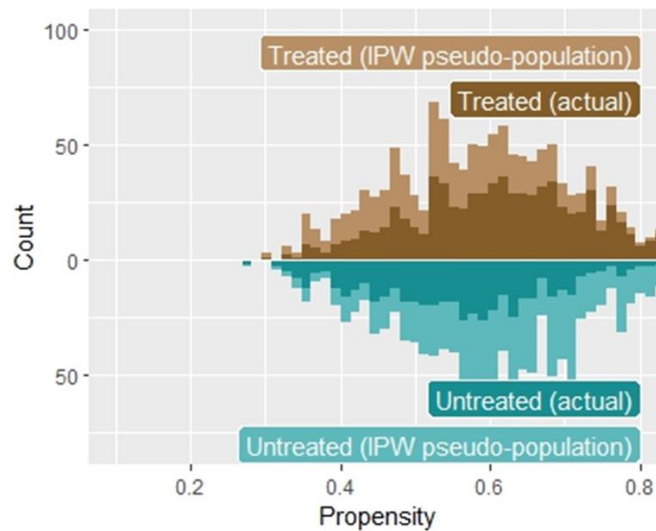 100
Treated (IPW pseudo-population)
Treated (actual)
50
Count
0
50
Untreated (actual)
Untreated (IPW pseudo-population)
0.2 0.4 0.6 0.8
Propensity